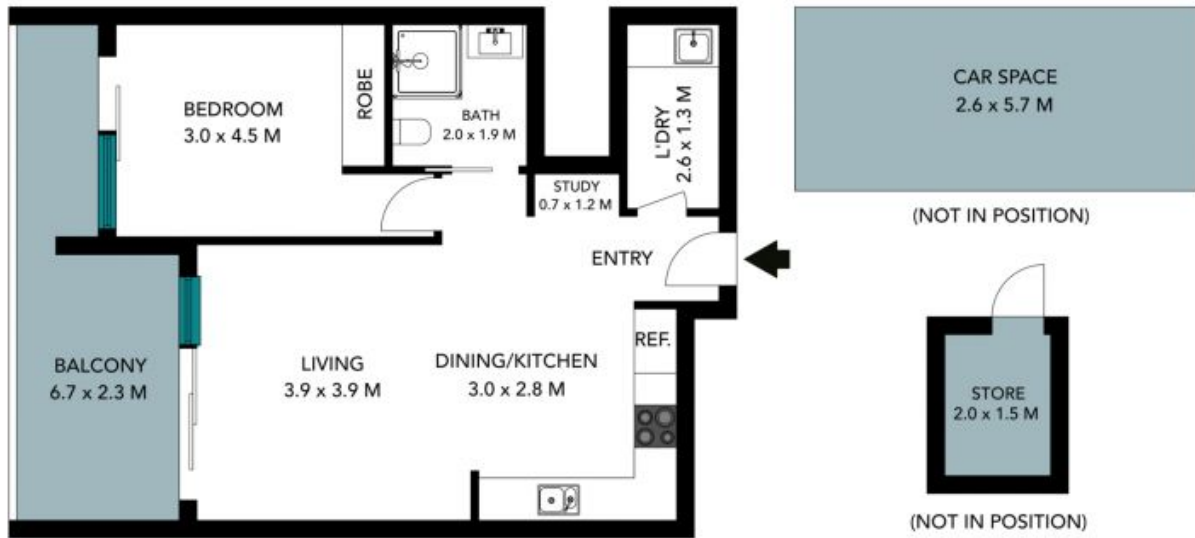 BEDROOM
3.0 x 4.5 M
ROBE
BATH
2.0 x 1.9 M
L'DRY
2.6 x 1.3 M
STUDY
0.7 x 1.2 M
ENTRY
BALCONY
6.7 x 2.3 M
LIVING
3.9 x 3.9 M
DINING/KITCHEN
3.0 x 2.8 M
REF.
CAR SPACE
2.6 x 5.7 M
(NOT IN POSITION)
STORE
2.0 x 1.5 M
(NOT IN POSITION)